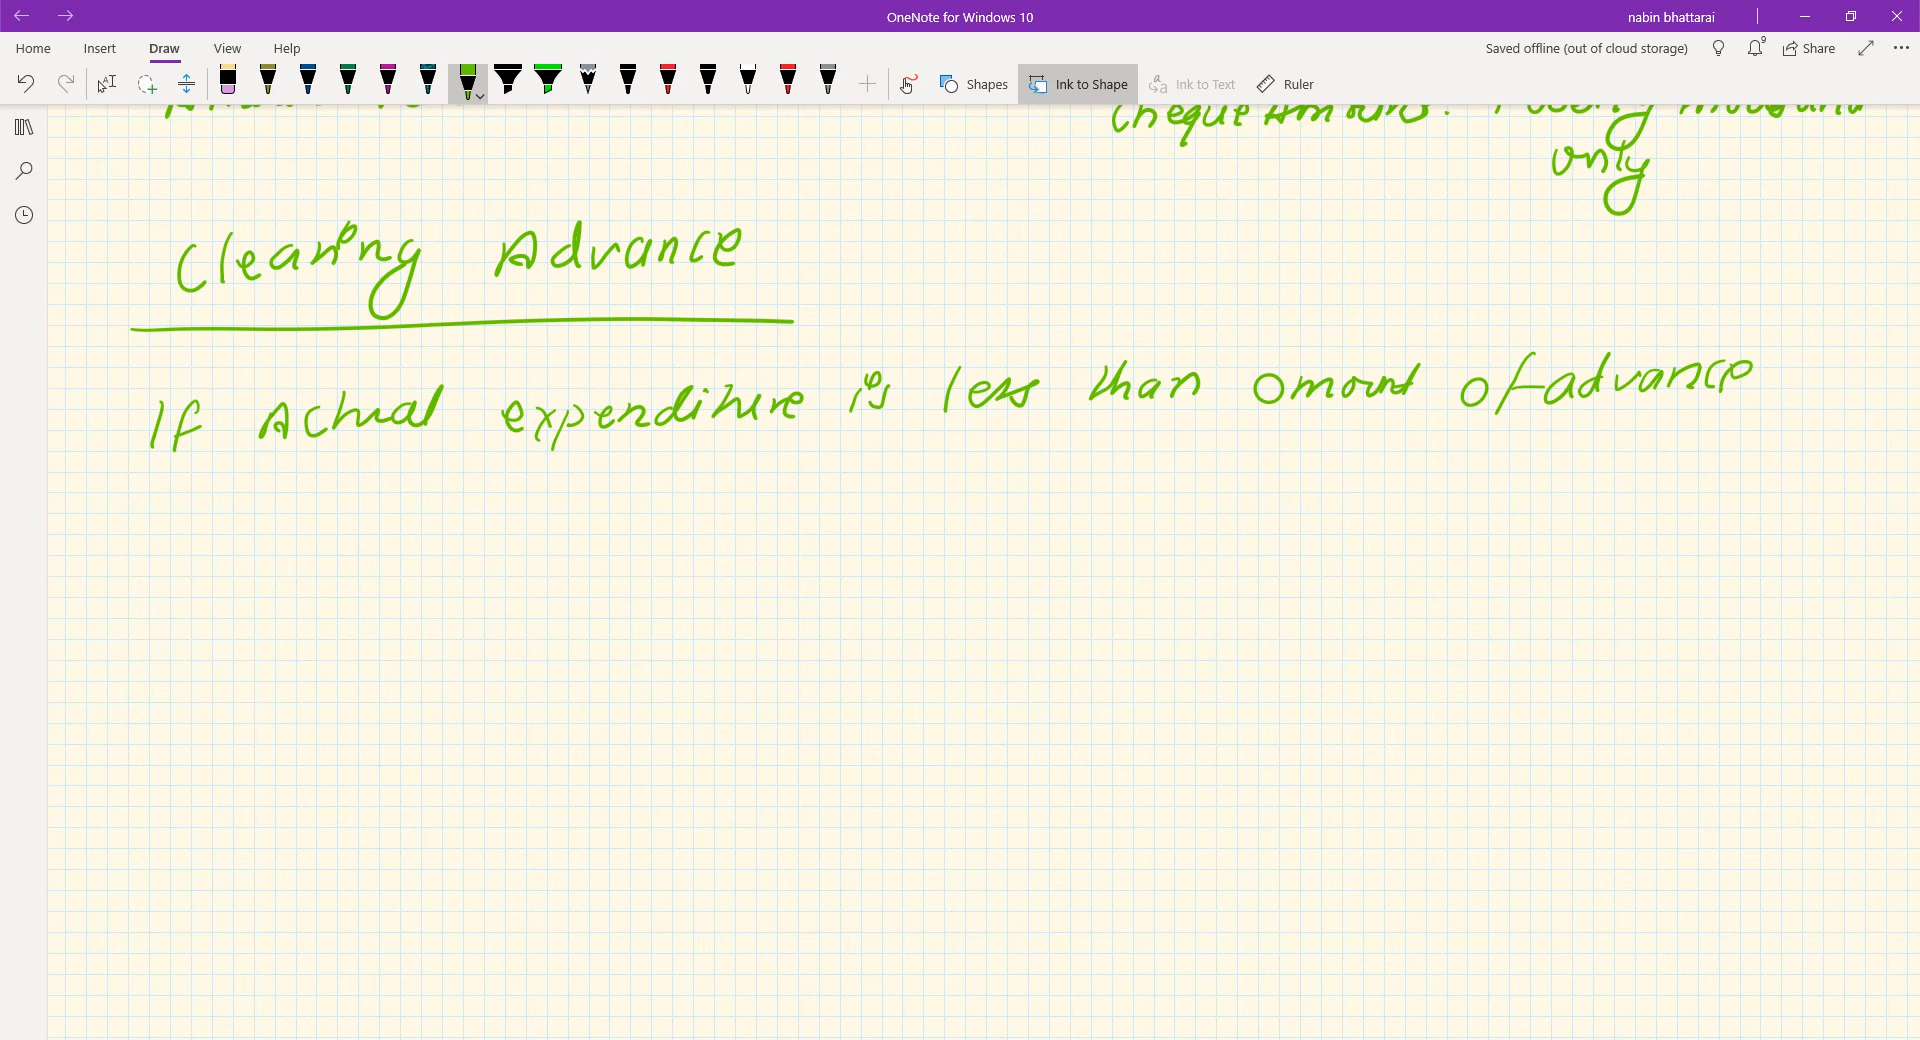 OneNote for Windows 10
nabin bhattarai
Home Insert Draw View Help
Saved offline (out of cloud storage)
9
Share
Shapes
Ink to Shape
Ink to Text
Ruler
Cheque Amount:
only
Clearing Advance
If Actual expenditure is less than Omount of advance